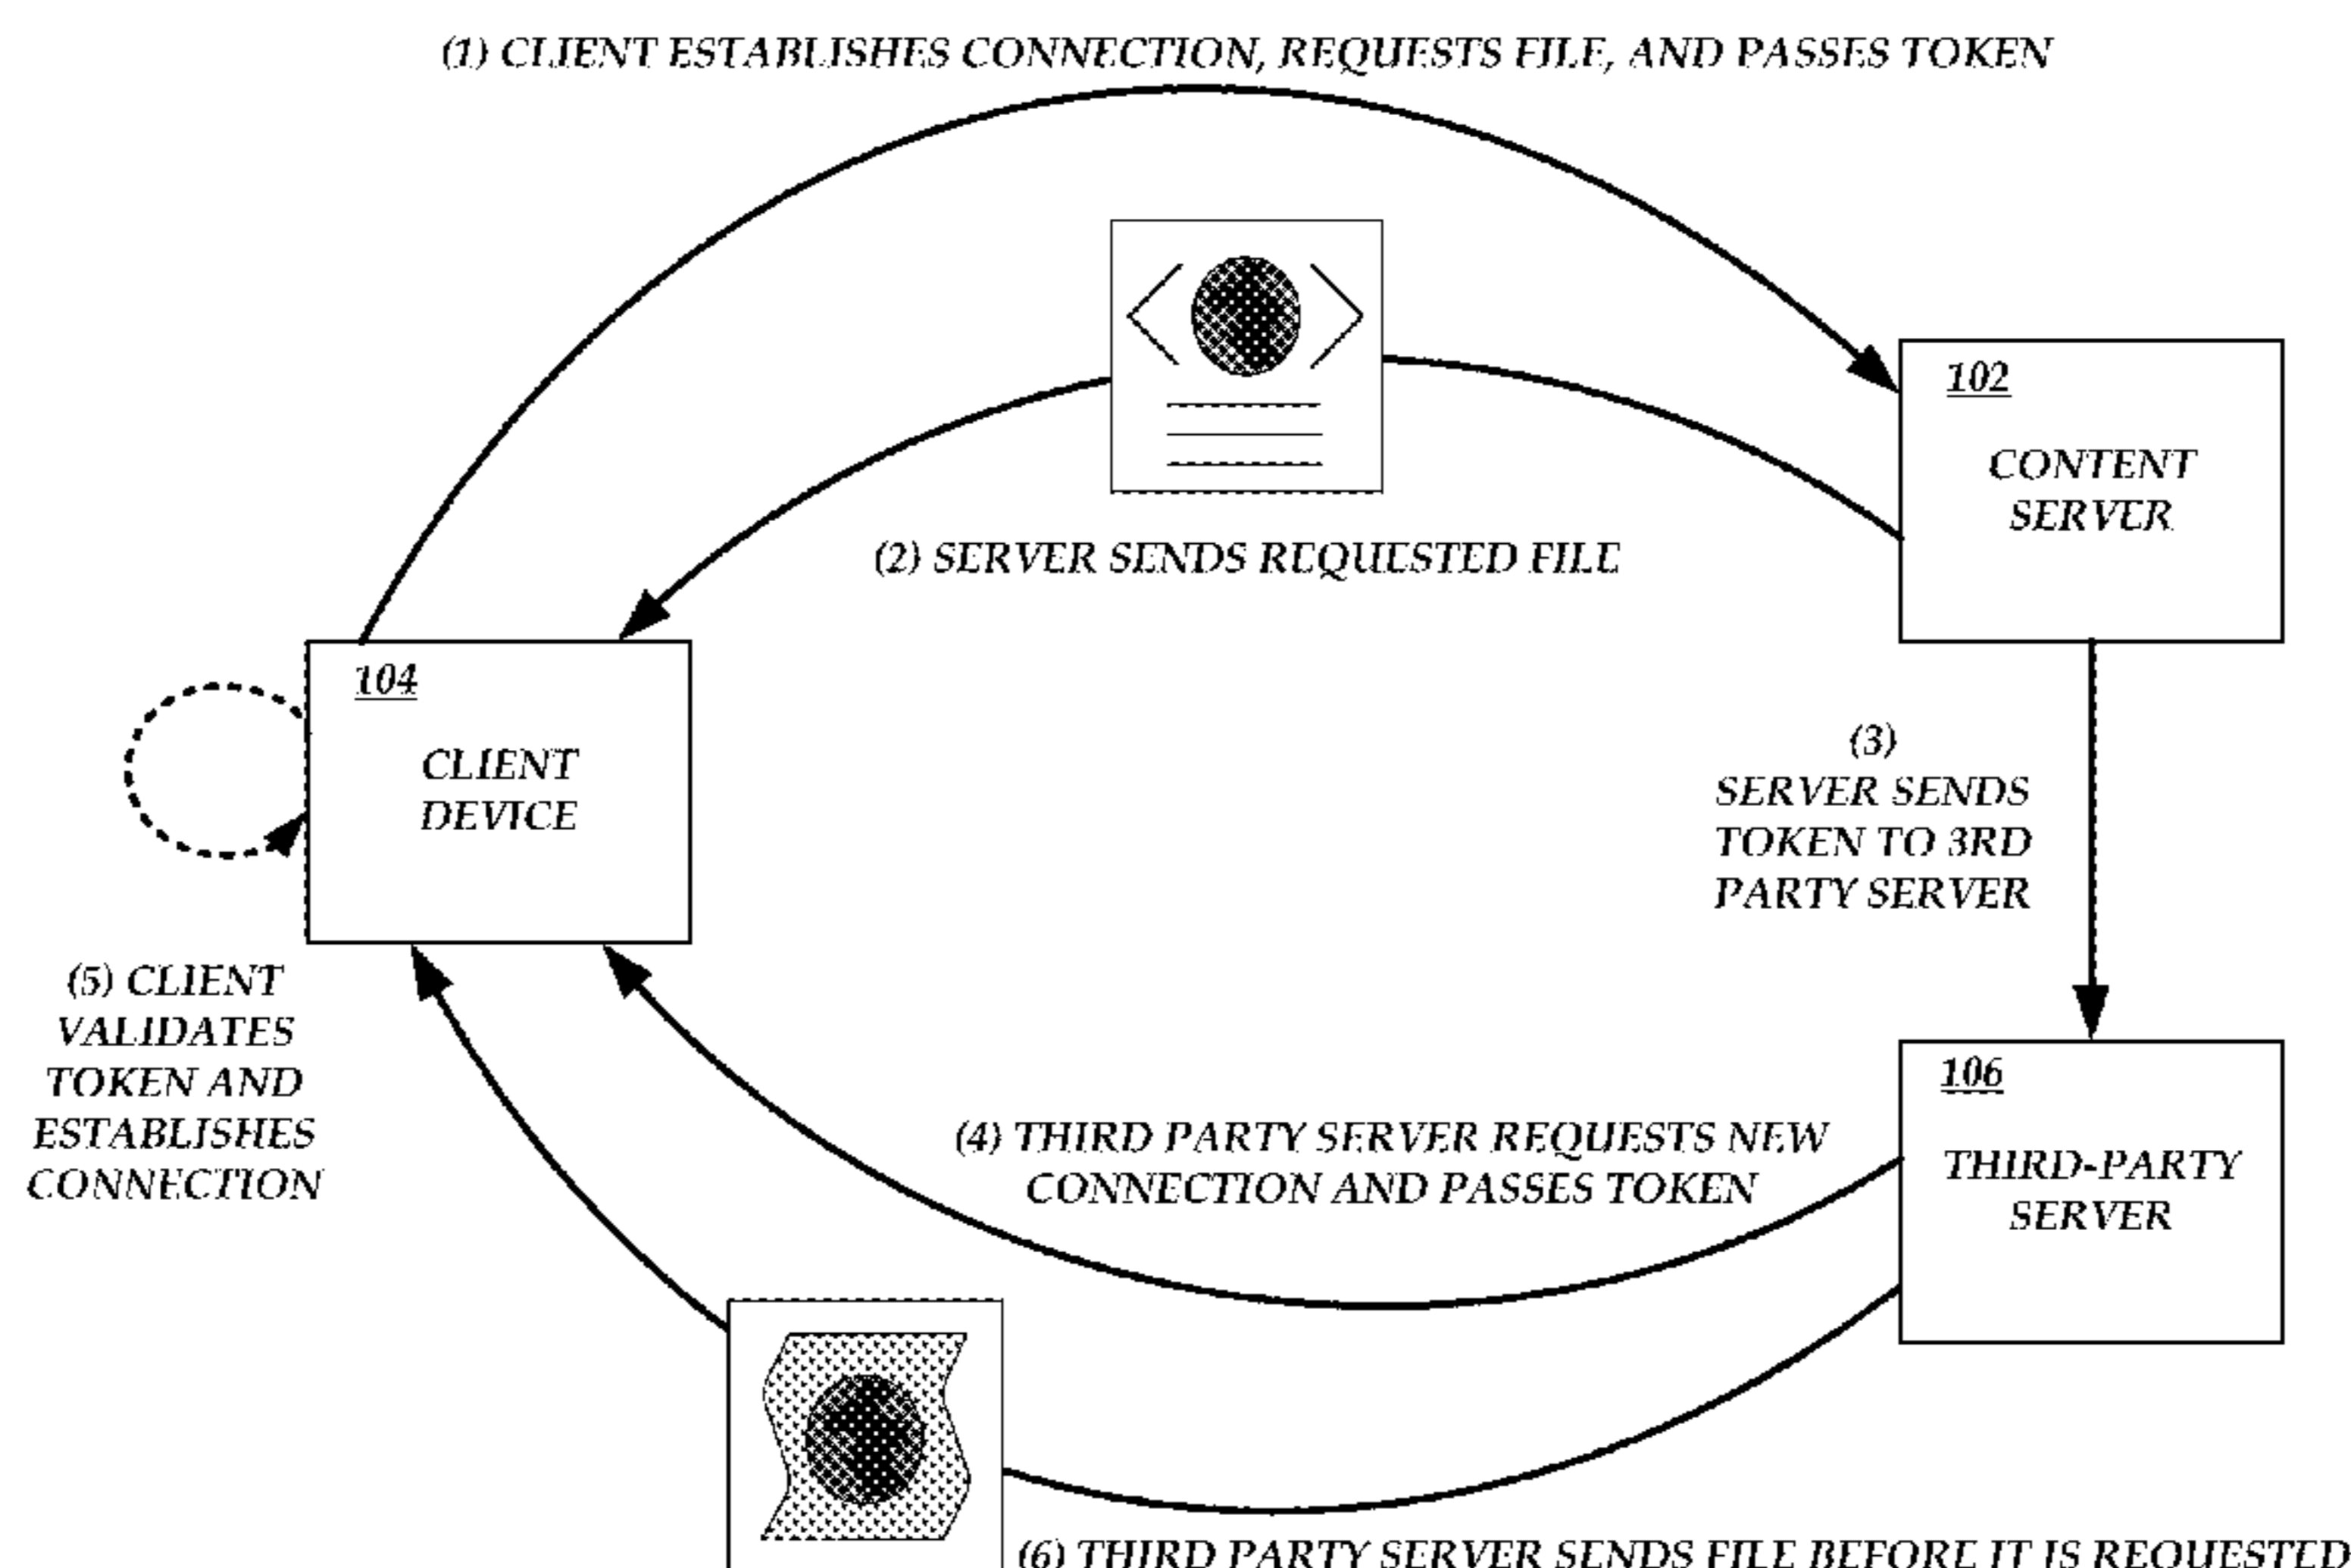 (1) CLIENT ESTABLISHES CONNECTION, REQUESTS FILE, AND PASSES TOKEN
102
CONTENT
SERVER
(2) SERVER SENDS REQUESTED FILE
104
CLIENT
DEVICE
(3)
SERVER SENDS
TOKEN TO 3RD
PARTY SERVER
(5) CLIENT
VALIDATES
TOKEN AND
ESTABLISHES
CONNECTION
106
THIRD-PARTY
SERVER
(4) THIRD PARTY SERVER REQUESTS NEW
CONNECTION AND PASSES TOKEN
(6) THIRD PARTY SERVER SENDS FILE BEFORE IT IS REQUESTED